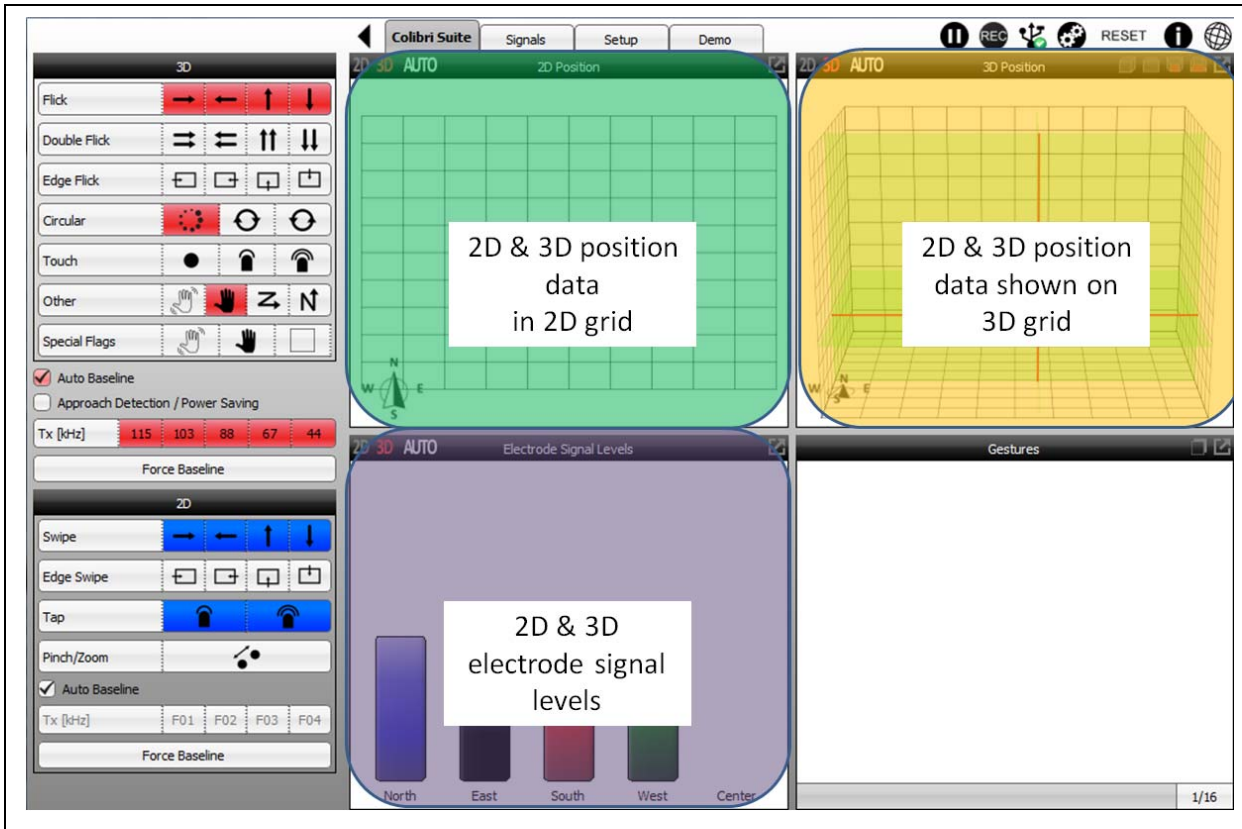 Colibri Suite Signals Setup Demo REC RESET
3D
Flick
Double Flick
Edge Flick
Circular
Touch
Other
Special Flags
Auto Baseline
Approach Detection / Power Saving
Tx [kHz] 115 103 88 67 44
Force Baseline
2D
Swipe
Edge Swipe
Tap
Pinch/Zoom
Auto Baseline
Tx [kHz] F01 F02 F03 F04
Force Baseline
2D 3D AUTO 2D Position
2D & 3D position
data
in 2D grid
N
W E
S
2D 3D AUTO 3D Position
2D & 3D position
data shown on
3D grid
N
W E
S
2D 3D AUTO Electrode Signal Levels
2D & 3D
electrode signal
levels
North East South West Center
Gestures
1/16